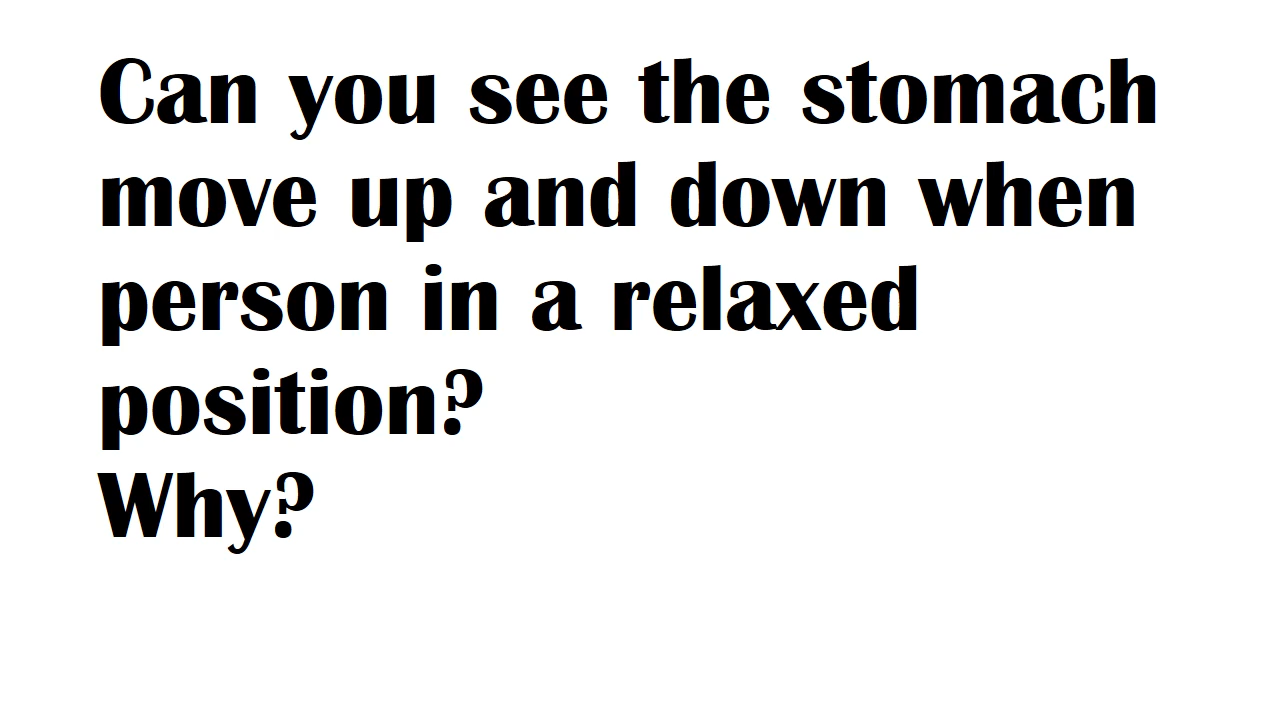 Can you see the stomach
move up and down when
person in a relaxed
position?
Why?